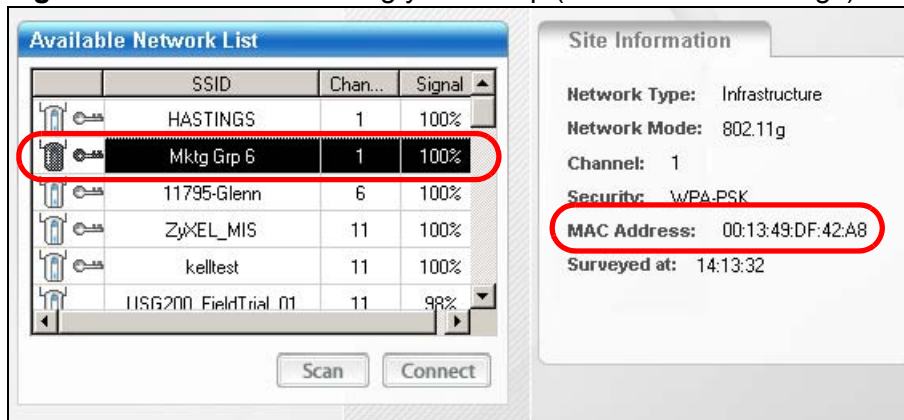 Available Network List
SSID Chan... Signal
HASTINGS 1 100%
Mktg Grp 6 1 100%
11795-Glenn 6 100%
ZyXEL_MIS 11 100%
kelltest 11 100%
USG200_FieldTrial_01 11 98%
Scan Connect
Site Information
Network Type: Infrastructure
Network Mode: 802.11g
Channel: 1
Security: WPA-PSK
MAC Address: 00:13:49:DF:42:A8
Surveyed at: 14:13:32